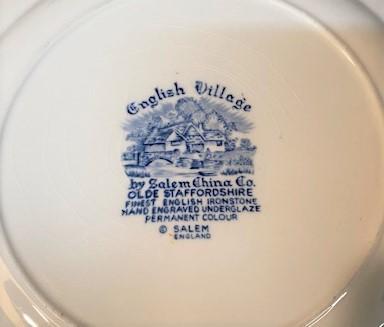 English Village
by Salem China Co.
OLDE STAFFORDSHIRE
FINEST ENGLISH IRONSTONE
HAND ENGRAVED UNDERGLAZE
PERMANENT COLOUR
© SALEM
ENGLAND